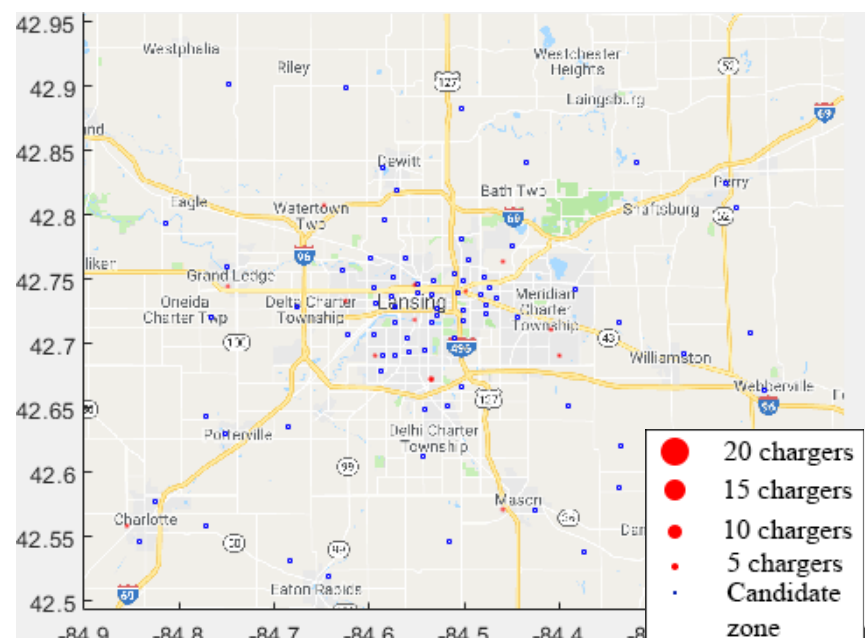 42.95
Westphalia
Riley
Westchester
Heights
52
127
42.9
Laingsburg
69
42.85
Dewitt
Perry
Eagle
Bath Twp
42.8
Watertown
Twp
69
Shaftsburg
52
96
42.75
Grand Ledge
Oneida
Charter Twp
Delta Charter
Township
Lansing
Meridian
Charter
Township
42.7
100
496
43
Williamston
Webberville
42.65
127
96
Potterville
Delhi Charter
Township
99
42.6
Mason
36
Charlotte
42.55
50
99
Eaton Rapids
69
42.5
-84.9
-84.8
-84.7
-84.6
-84.5
-84.4
20 chargers
15 chargers
10 chargers
5 chargers
Candidate
zone